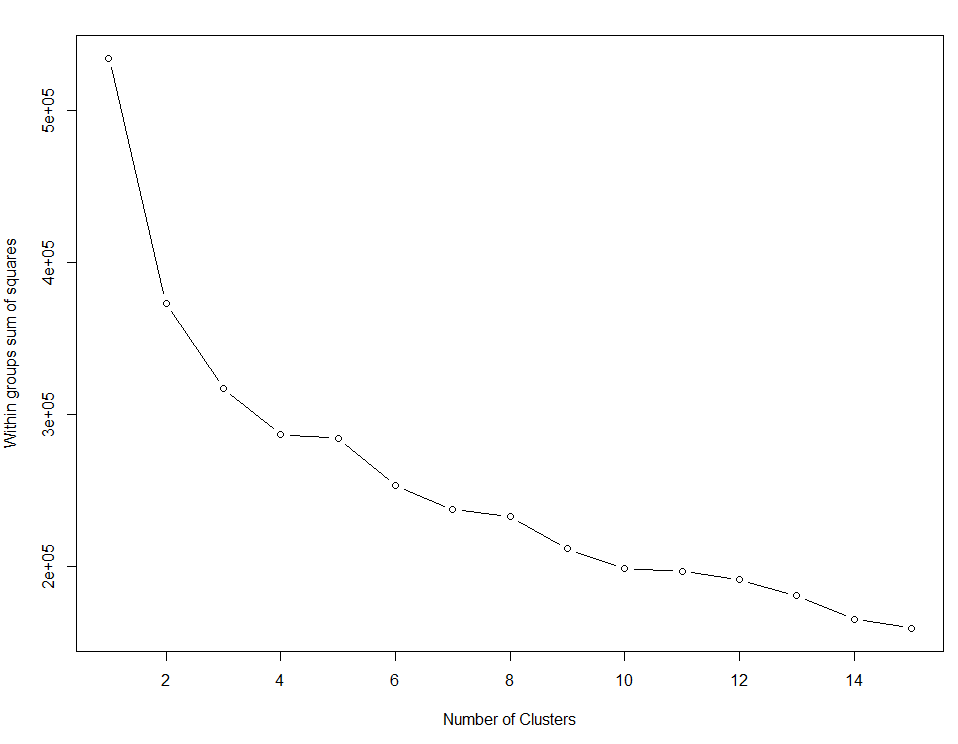 5e+05
4e+05
3e+05
2e+05
Within groups sum of squares
2 4 6 8 10 12 14
Number of Clusters